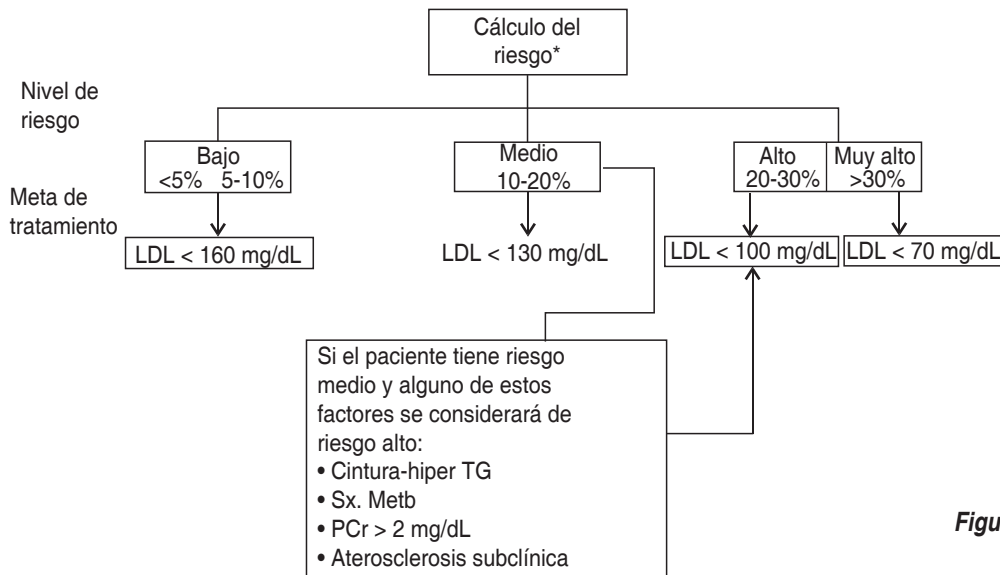 Cálculo del
riesgo*
Nivel de
riesgo
Bajo
<5% 5-10%
Medio
10-20%
Alto
20-30%
Muy alto
>30%
Meta de
tratamiento
LDL < 160 mg/dL
LDL < 130 mg/dL
LDL < 100 mg/dL
LDL < 70 mg/dL
Si el paciente tiene riesgo
medio y alguno de estos
factores se considerará de
riesgo alto:
• Cintura-hiper TG
• Sx. Metb
• PCr > 2 mg/dL
• Aterosclerosis subclínica
Figu